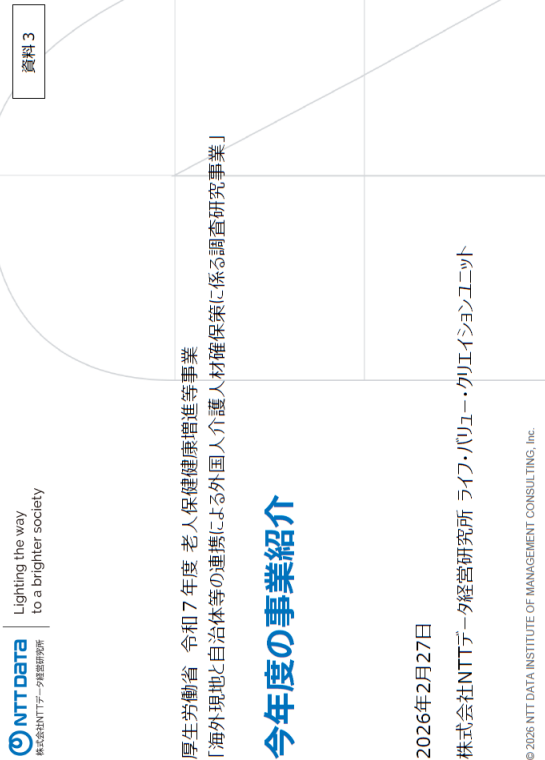 NTT DATA
株式会社NTTデータ経営研究所
Lighting the way
to a brighter society
資料3
厚生労働省 令和7年度 老人保健健康増進等事業
「海外現地と自治体等の連携による外国人介護人材確保策に係る調査研究事業」
今年度の事業紹介
2026年2月27日
株式会社NTTデータ経営研究所 ライフ・バリュー・クリエイションユニット
© 2026 NTT DATA INSTITUTE OF MANAGEMENT CONSULTING, Inc.